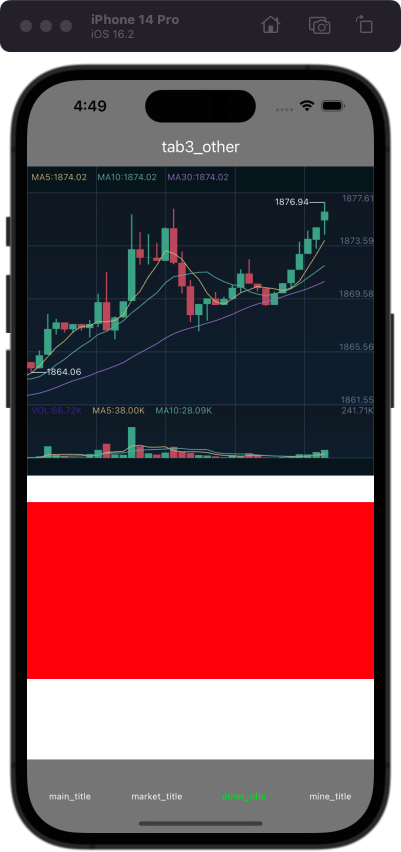 iPhone 14 Pro
iOS 16.2
4:49
tab3_other
MA5:1874.02 MA10:1874.02 MA30:1874.02
1877.61
1876.94
1873.59
1869.58
1865.56
1864.06
1861.55
VOL:66.72K MA5:38.00K MA10:28.09K 241.71K
main_title market_title other_title mine_title